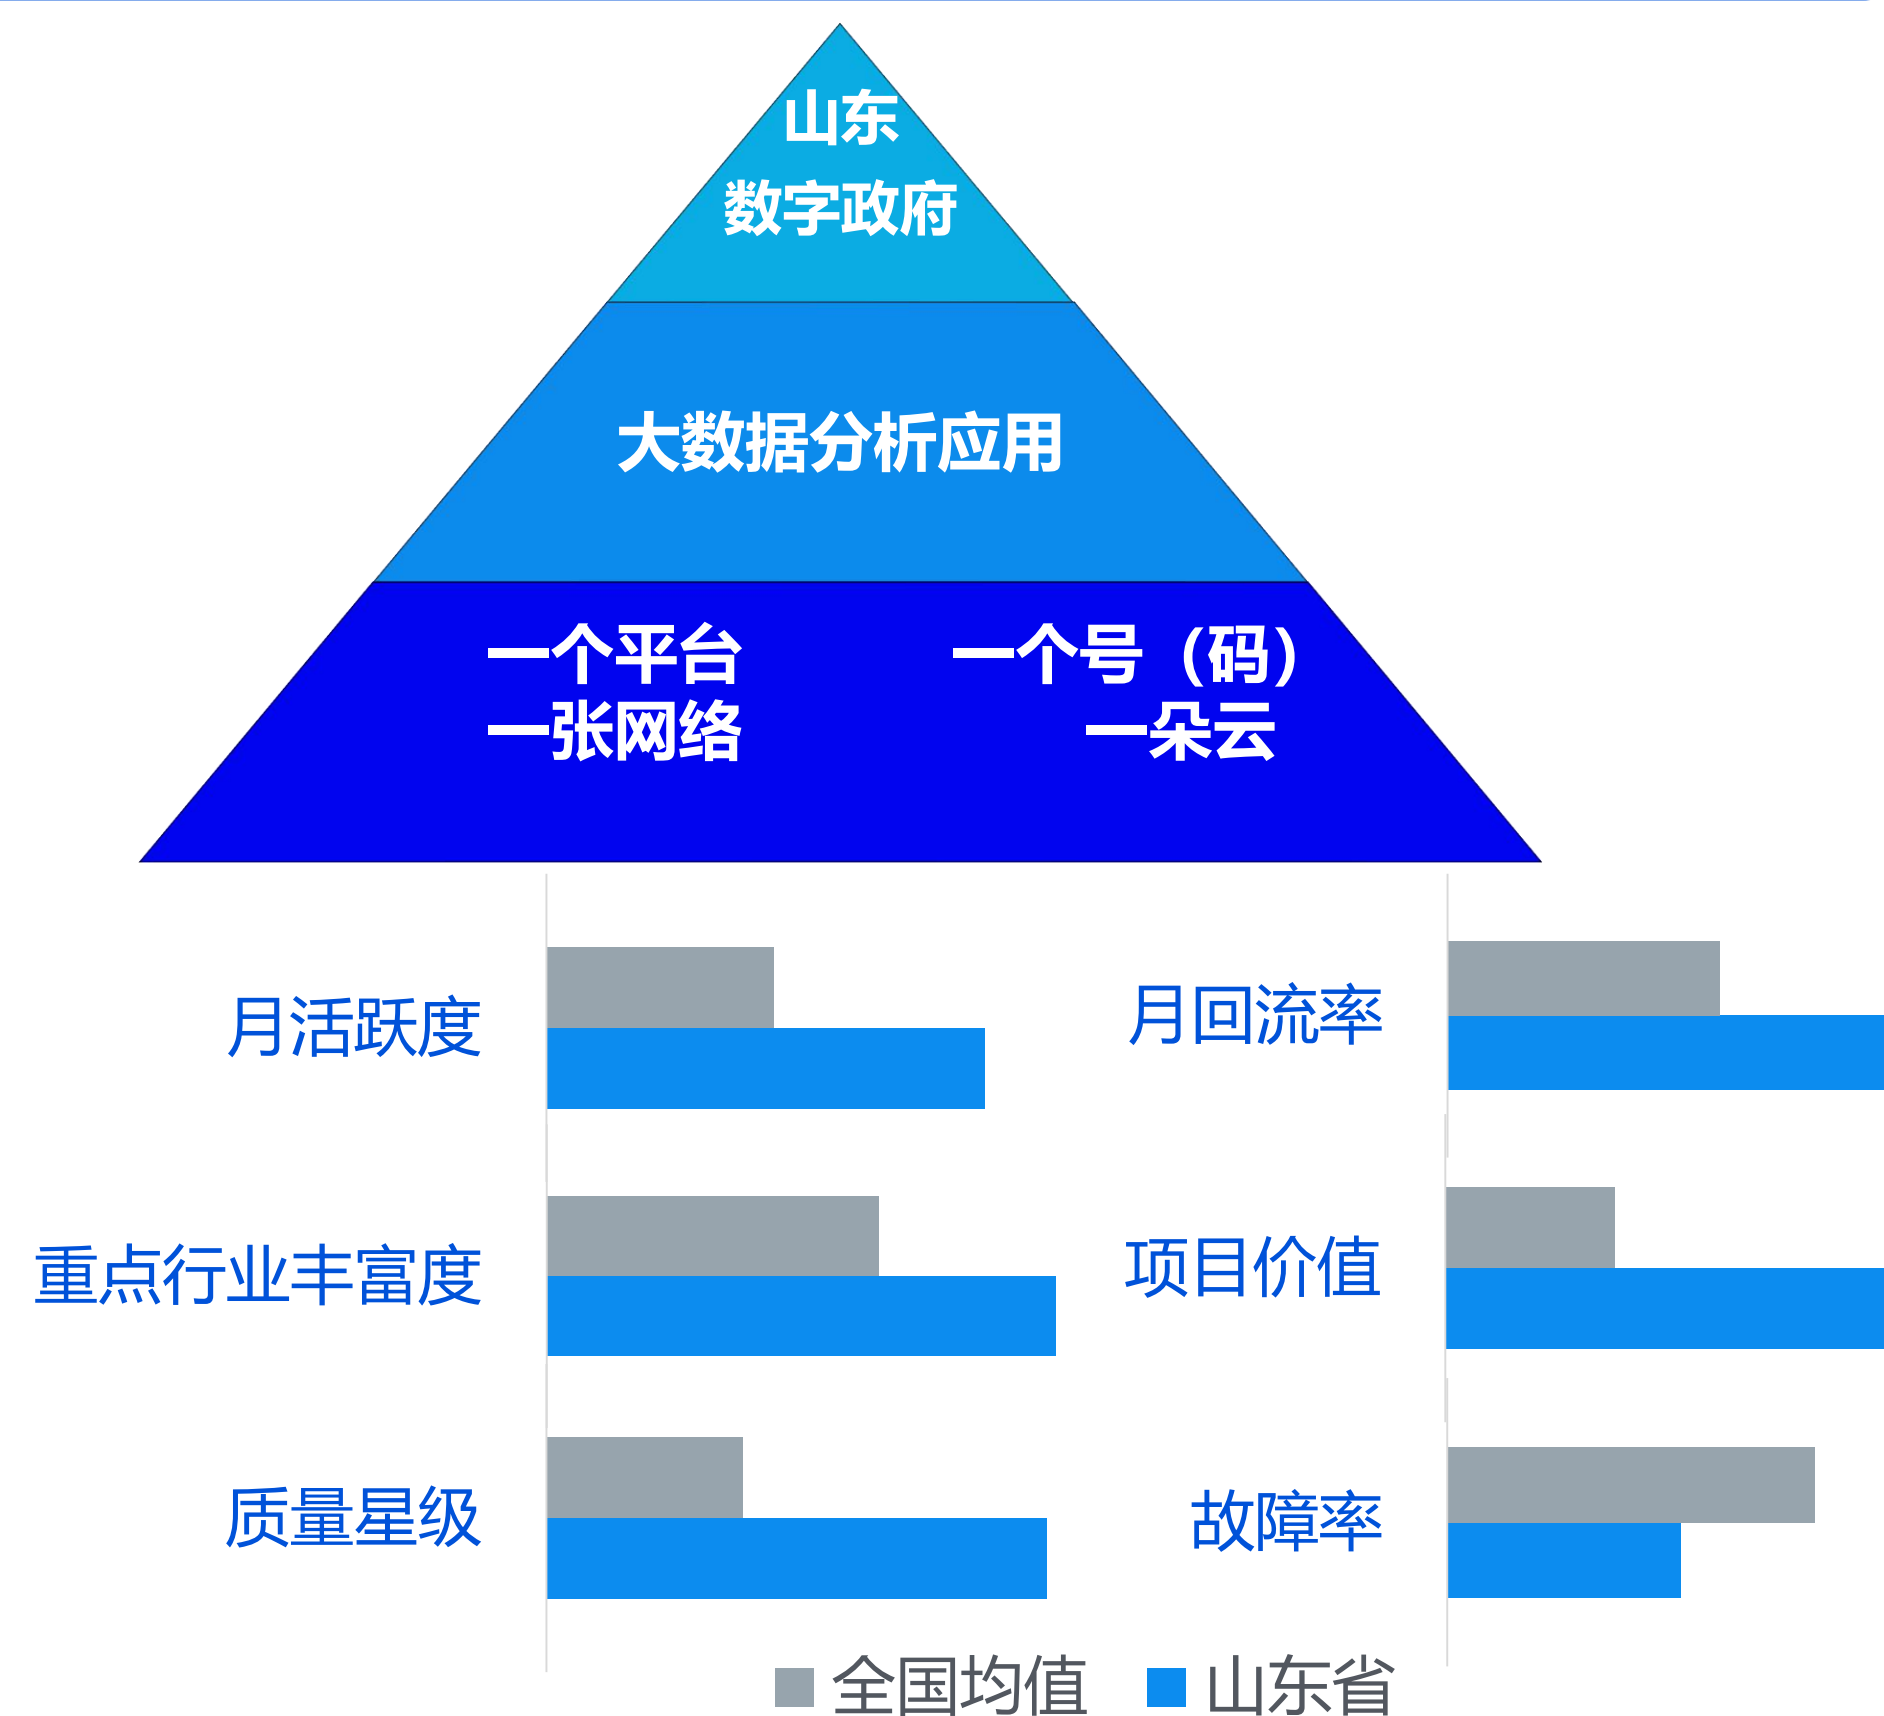 山东
数字政府
大数据分析应用
一个平台 一个号（码）
一张网络 一朵云
月活跃度 月回流率
重点行业丰富度 项目价值
质量星级 故障率
全国均值 山东省